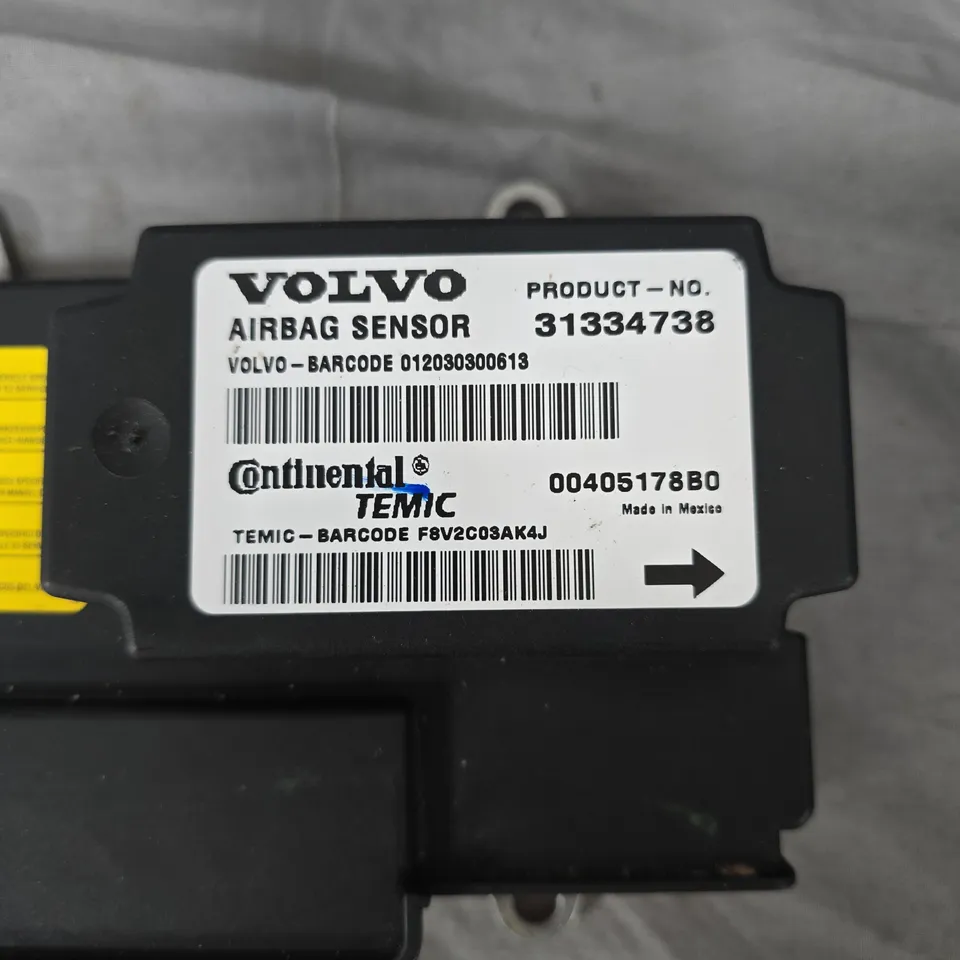 VOLVO PRODUCT-NO.
AIRBAG SENSOR 31334738
VOLVO-BARCODE 012030300613
Continental
TEMIC 00405178B0
Made in Mexico
TEMIC-BARCODE F8V2C03AK4J